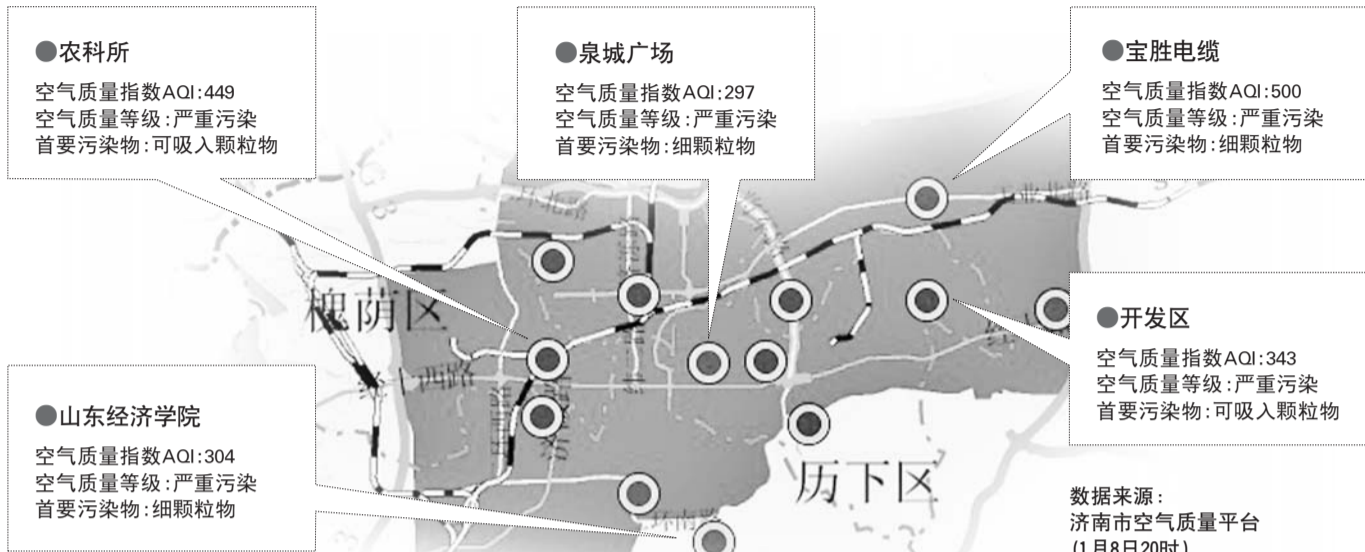 ●农科所
空气质量指数AQI:449
空气质量等级:严重污染
首要污染物:可吸入颗粒物
●泉城广场
空气质量指数AQI:297
空气质量等级:严重污染
首要污染物:细颗粒物
●宝胜电缆
空气质量指数AQI:500
空气质量等级:严重污染
首要污染物:细颗粒物
槐荫区
●开发区
空气质量指数AQI:343
空气质量等级:严重污染
首要污染物:可吸入颗粒物
●山东经济学院
空气质量指数AQI:304
空气质量等级:严重污染
首要污染物:细颗粒物
历下区
数据来源:
济南市空气质量平台
(1月8日20时)